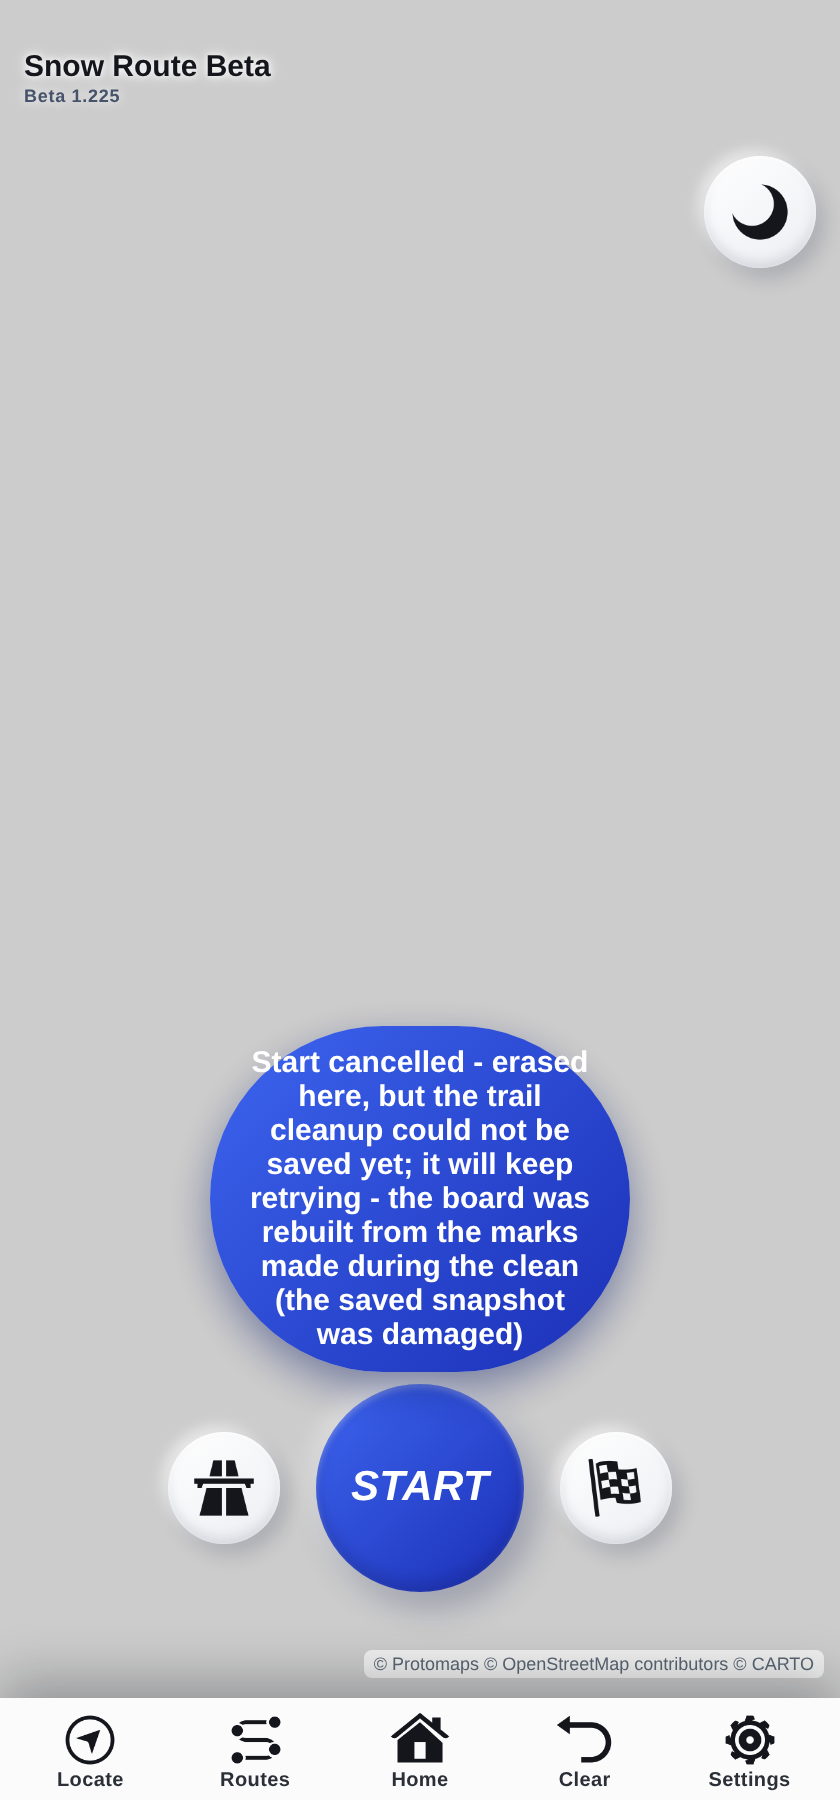 Snow Route Beta
Beta 1.225
Start cancelled - erased
here, but the trail
cleanup could not be
saved yet; it will keep
retrying - the board was
rebuilt from the marks
made during the clean
(the saved snapshot
was damaged)
START
© Protomaps © OpenStreetMap contributors © CARTO
Locate
Routes
Home
Clear
Settings